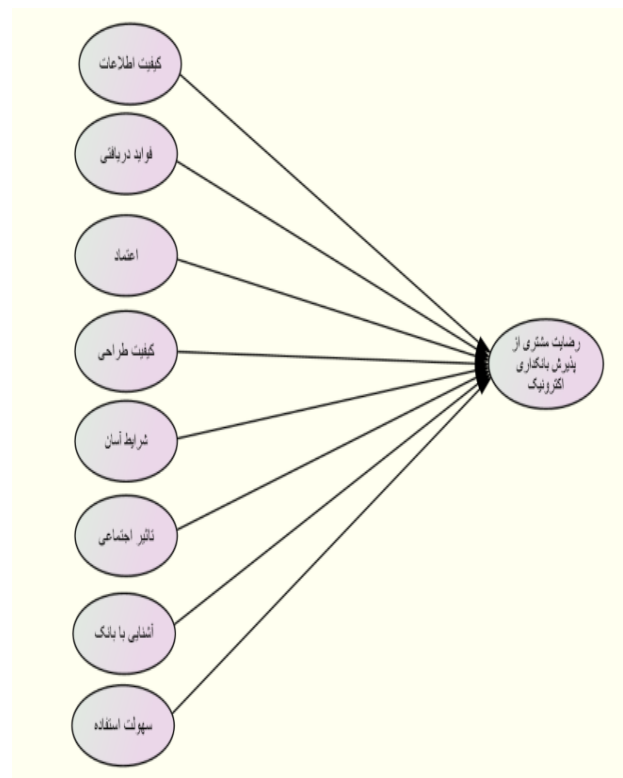 کیفیت اطلاعات
فواید دریافتی
اعتماد
کیفیت طراحی
شرایط آسان
تاثیر اجتماعی
آشنایی با بانک
سهولت استفاده
رضایت مشتری از
پذیرش بانکداری
اکترونیک